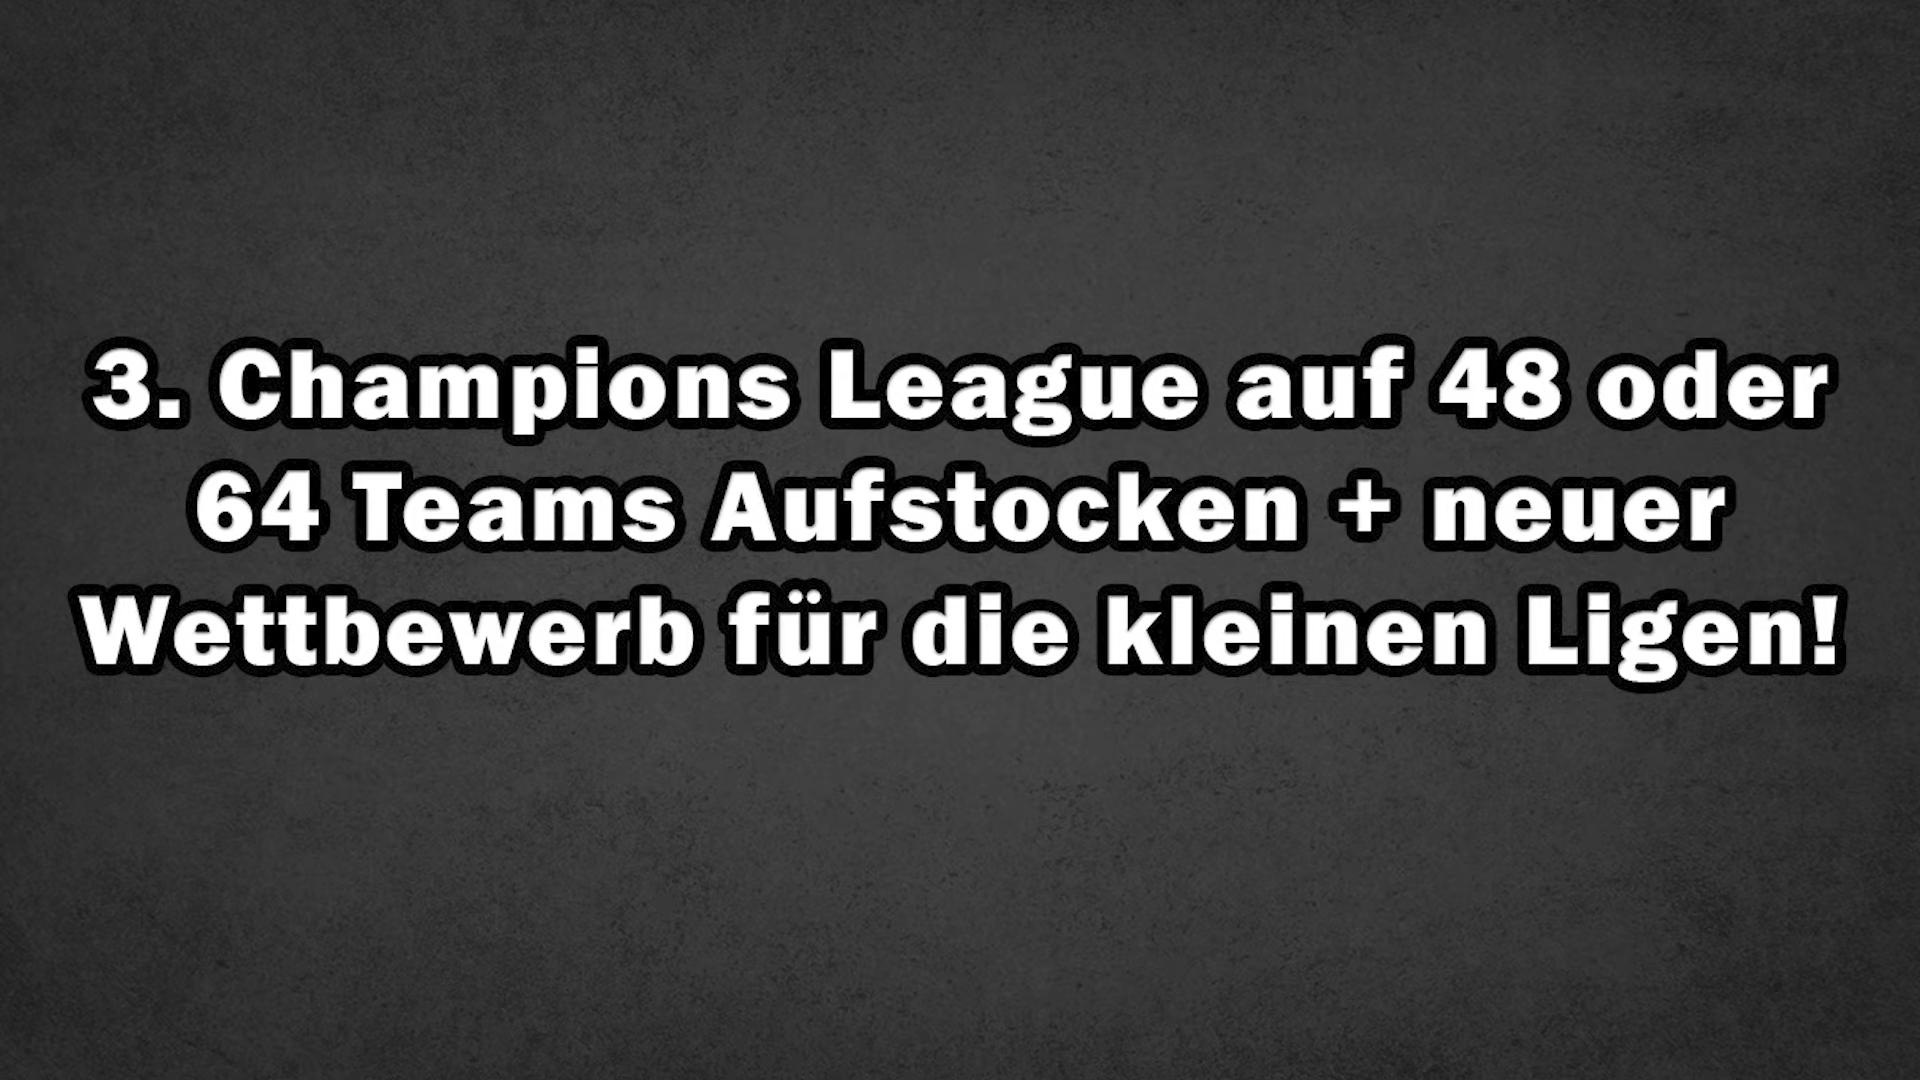 3. Champions League auf 48 oder
64 Teams Aufstocken + neuer
Wettbewerb für die kleinen Ligen!